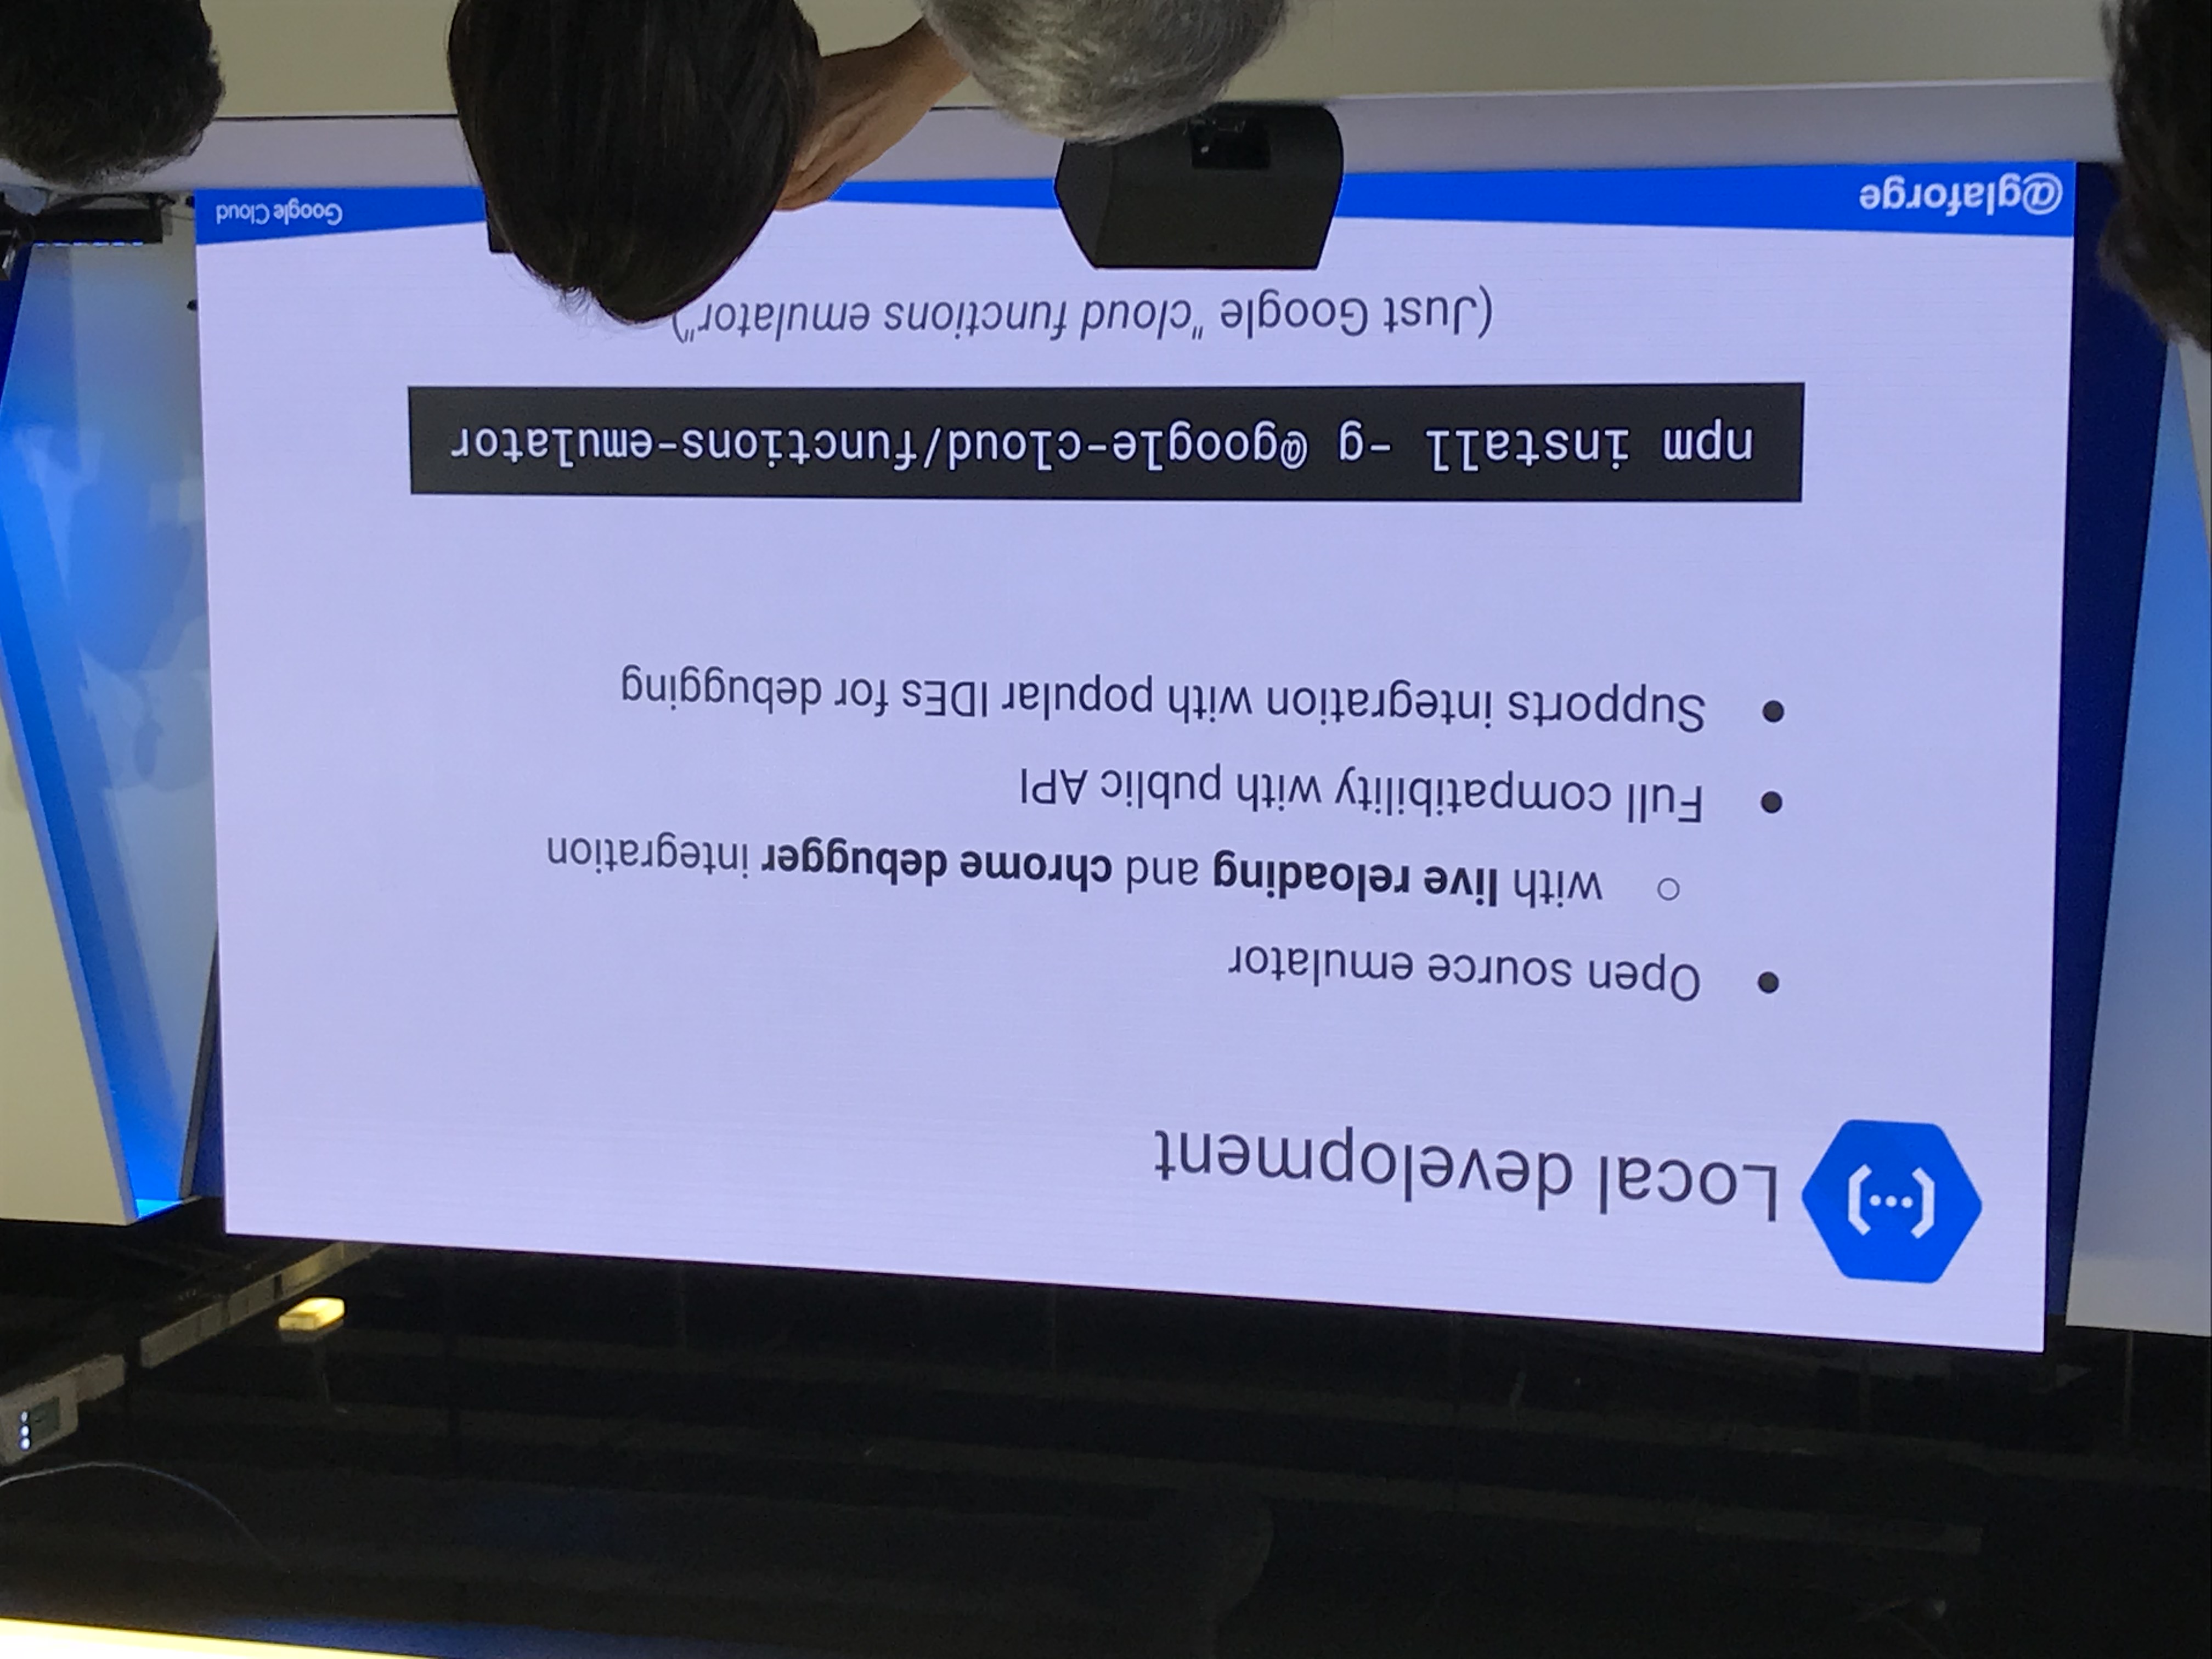 Local development
● Open source emulator
○ with live reloading and chrome debugger integration
● Full compatibility with public API
● Supports integration with popular IDEs for debugging
npm install -g @google-cloud/functions-emulator
(Just Google "cloud functions emulator")
@glaforge
Google Cloud